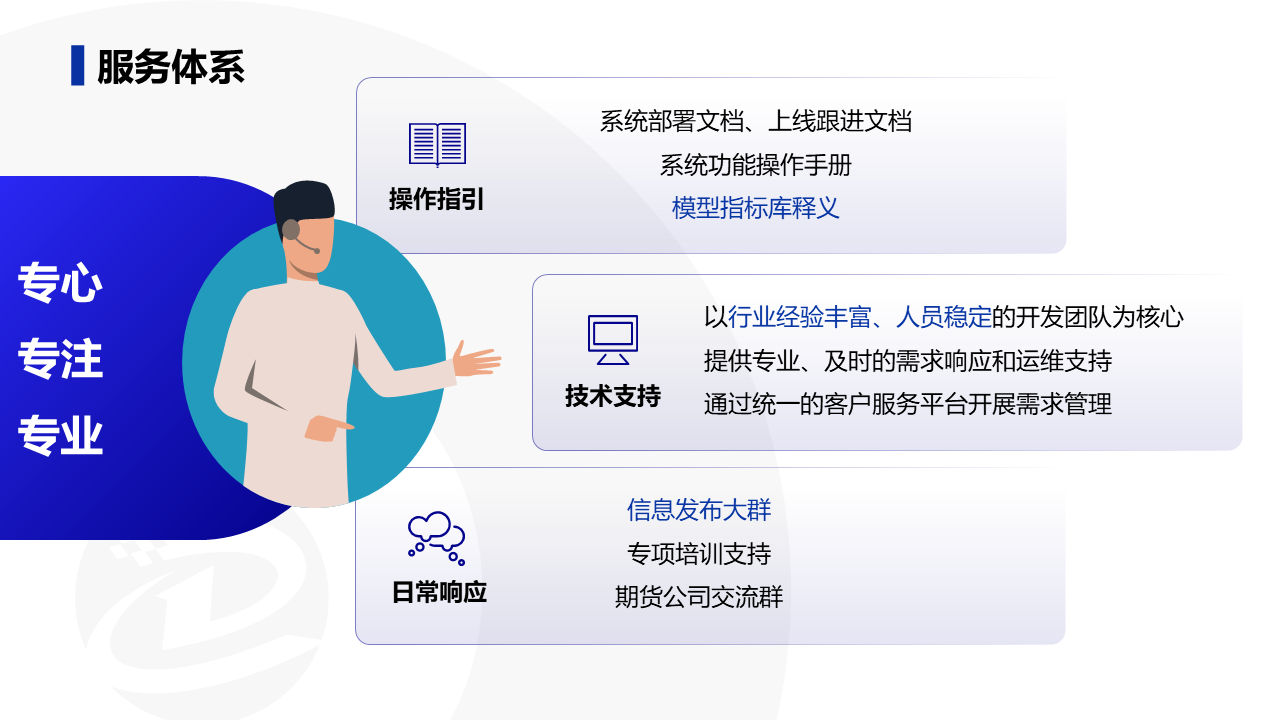 服务体系
专心
专注
专业
操作指引
系统部署文档、上线跟进文档
系统功能操作手册
模型指标库释义
技术支持
以行业经验丰富、人员稳定的开发团队为核心
提供专业、及时的需求响应和运维支持
通过统一的客户服务平台开展需求管理
日常响应
信息发布大群
专项培训支持
期货公司交流群